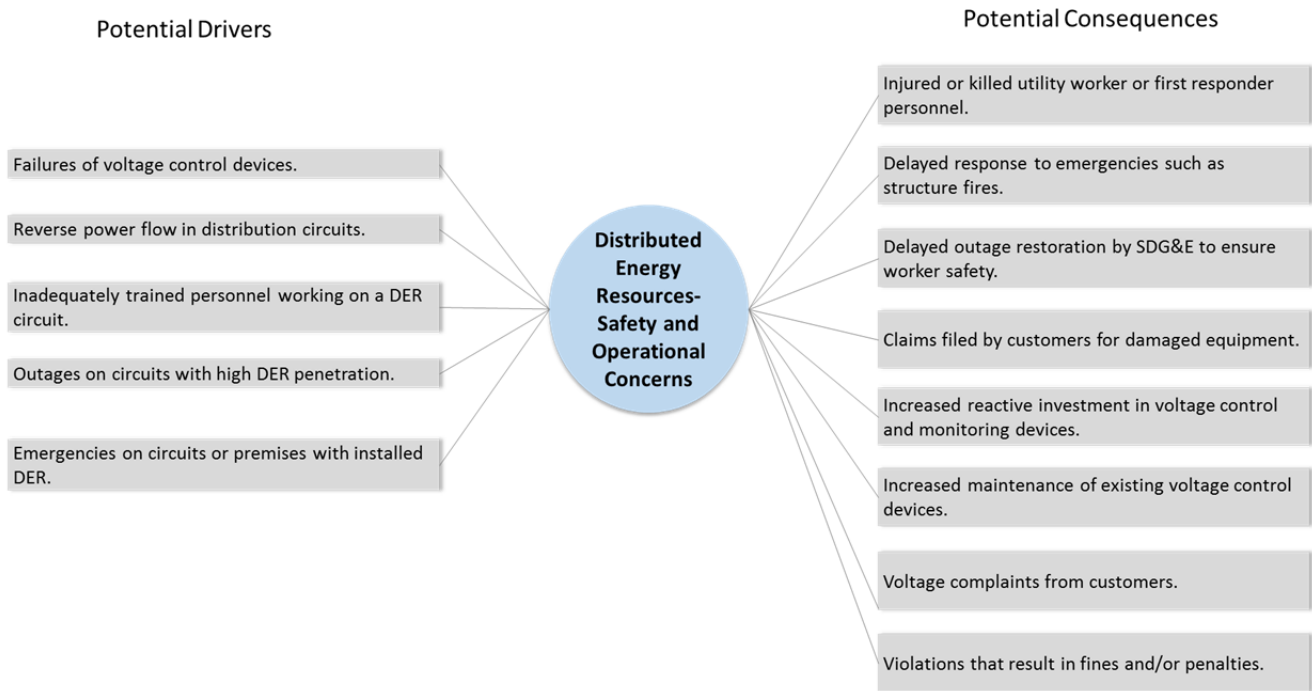 Potential Drivers
Failures of voltage control devices.
Reverse power flow in distribution circuits.
Inadequately trained personnel working on a DER
circuit.
Outages on circuits with high DER penetration.
Emergencies on circuits or premises with installed
DER.
Distributed
Energy
Resources-
Safety and
Operational
Concerns
Potential Consequences
Injured or killed utility worker or first responder
personnel.
Delayed response to emergencies such as
structure fires.
Delayed outage restoration by SDG&E to ensure
worker safety.
Claims filed by customers for damaged equipment.
Increased reactive investment in voltage control
and monitoring devices.
Increased maintenance of existing voltage control
devices.
Voltage complaints from customers.
Violations that result in fines and/or penalties.